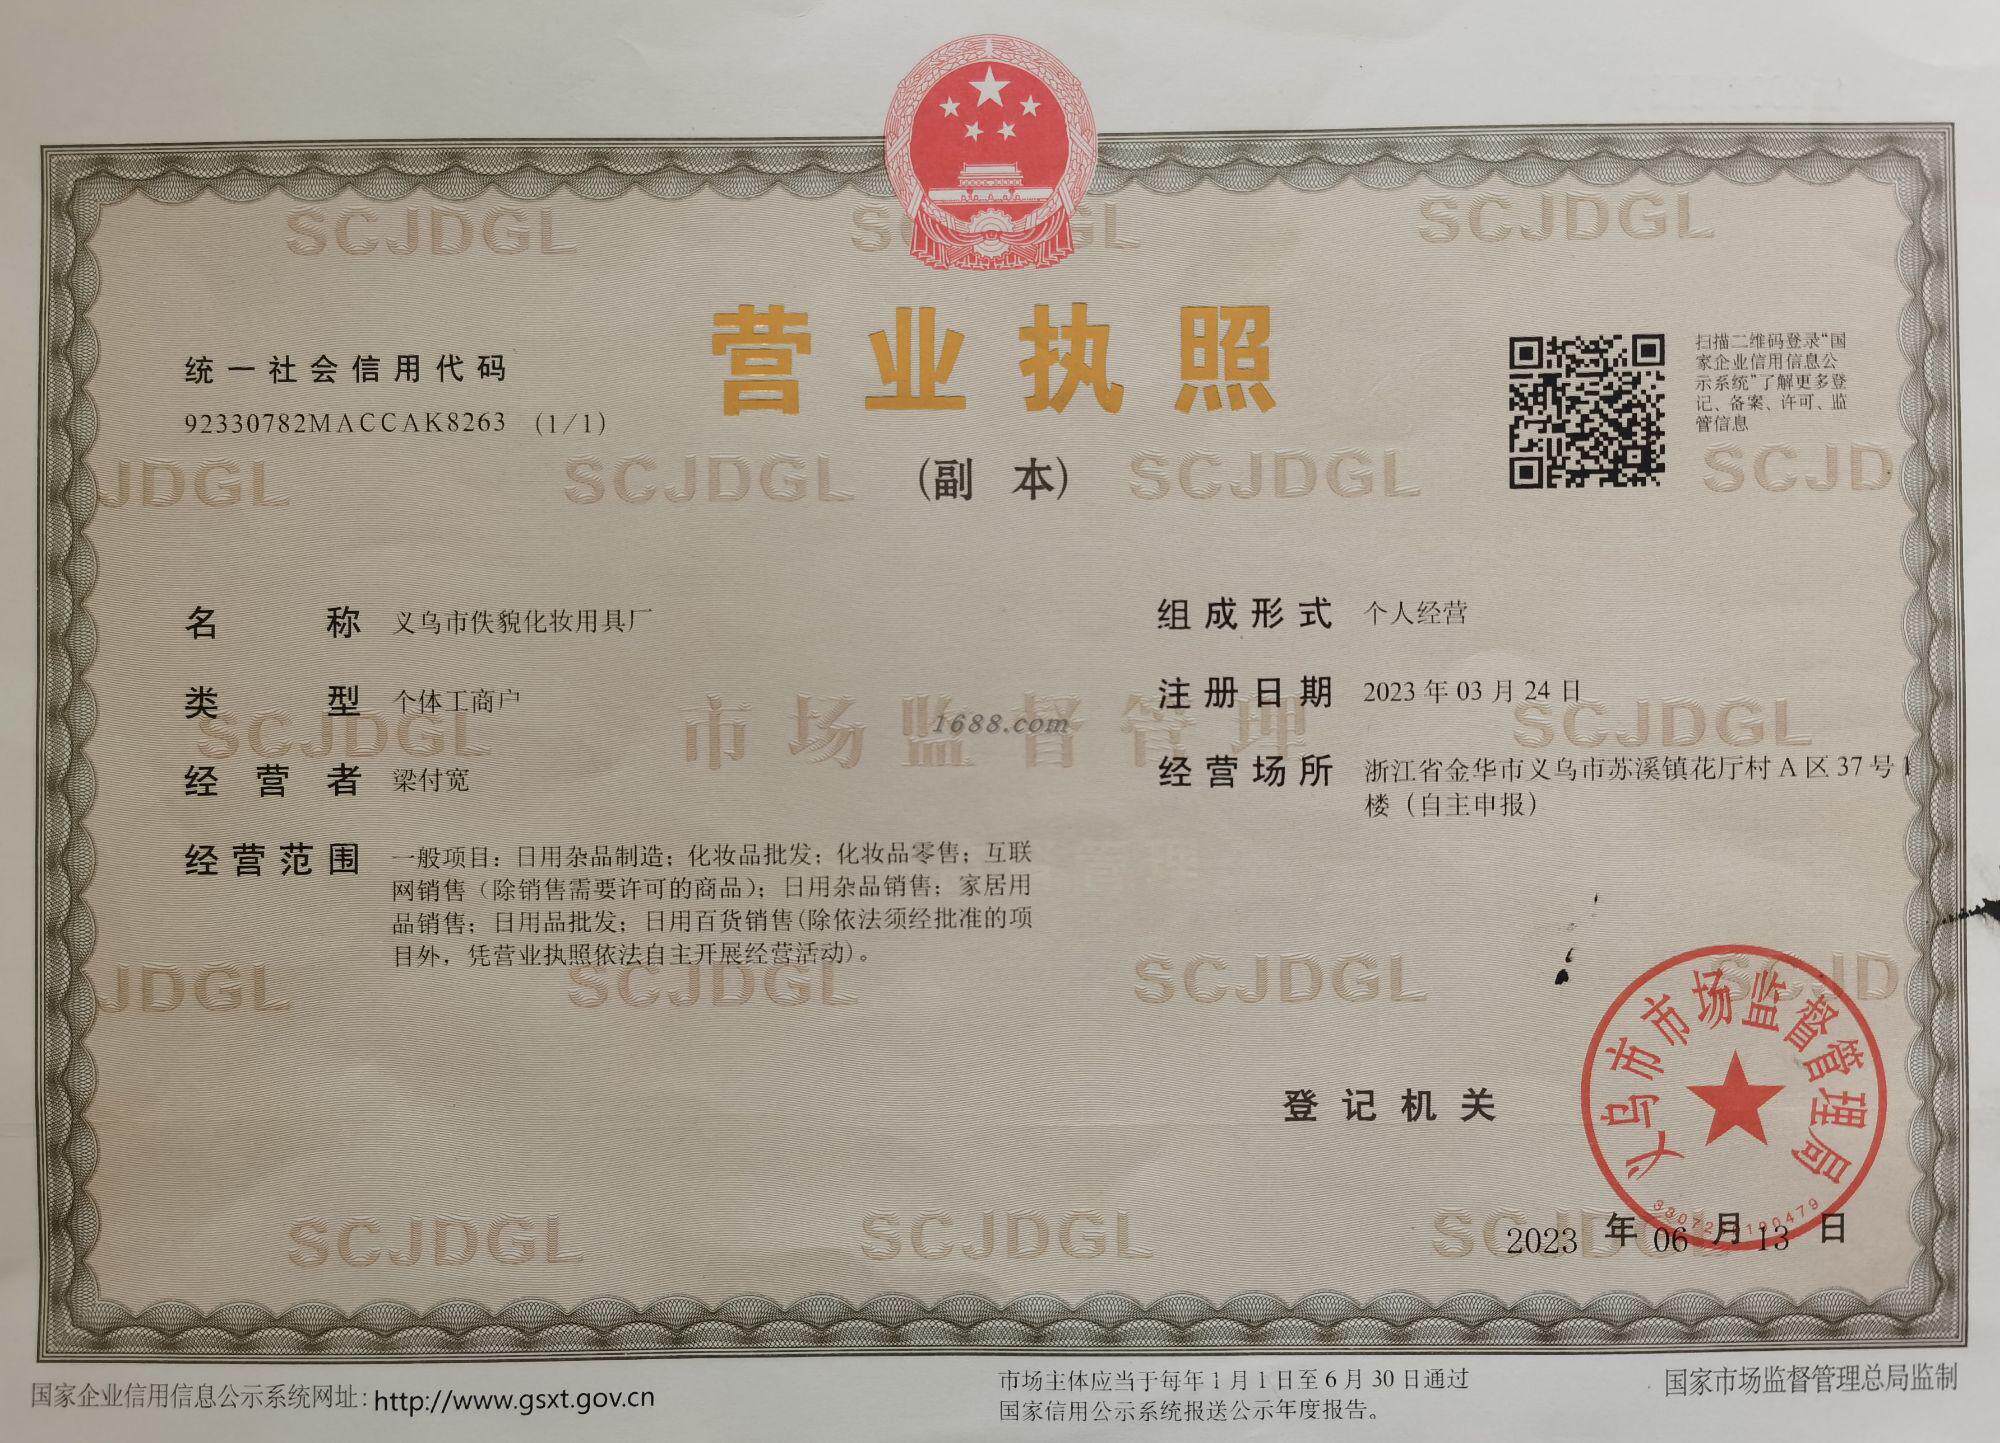 营业执照
(副 本)
统一社会信用代码
92330782MACCAK8263 (1/1)
扫描二维码登录“国
家企业信用信息公
示系统”了解更多登
记、备案、许可、监
管信息
名称 义乌市佚貌化妆用具厂
类型 个体工商户
经营者 梁付宽
经营范围 一般项目：日用杂品制造；化妆品批发；化妆品零售；互联
网销售（除销售需要许可的商品）；日用杂品销售；家居用
品销售；日用品批发；日用百货销售(除依法须经批准的项
目外，凭营业执照依法自主开展经营活动)。
组成形式 个人经营
注册日期 2023 年 03 月 24 日
经营场所 浙江省金华市义乌市苏溪镇花厅村 A 区 37 号 1
楼（自主申报）
SCJDGL
市场监督管理
1688.com
登记机关
义乌市市场监督管理局
2023 年 06 月 13 日
国家企业信用信息公示系统网址：http://www.gsxt.gov.cn
市场主体应当于每年 1 月 1 日至 6 月 30 日通过
国家信用公示系统报送公示年度报告。
国家市场监督管理总局监制